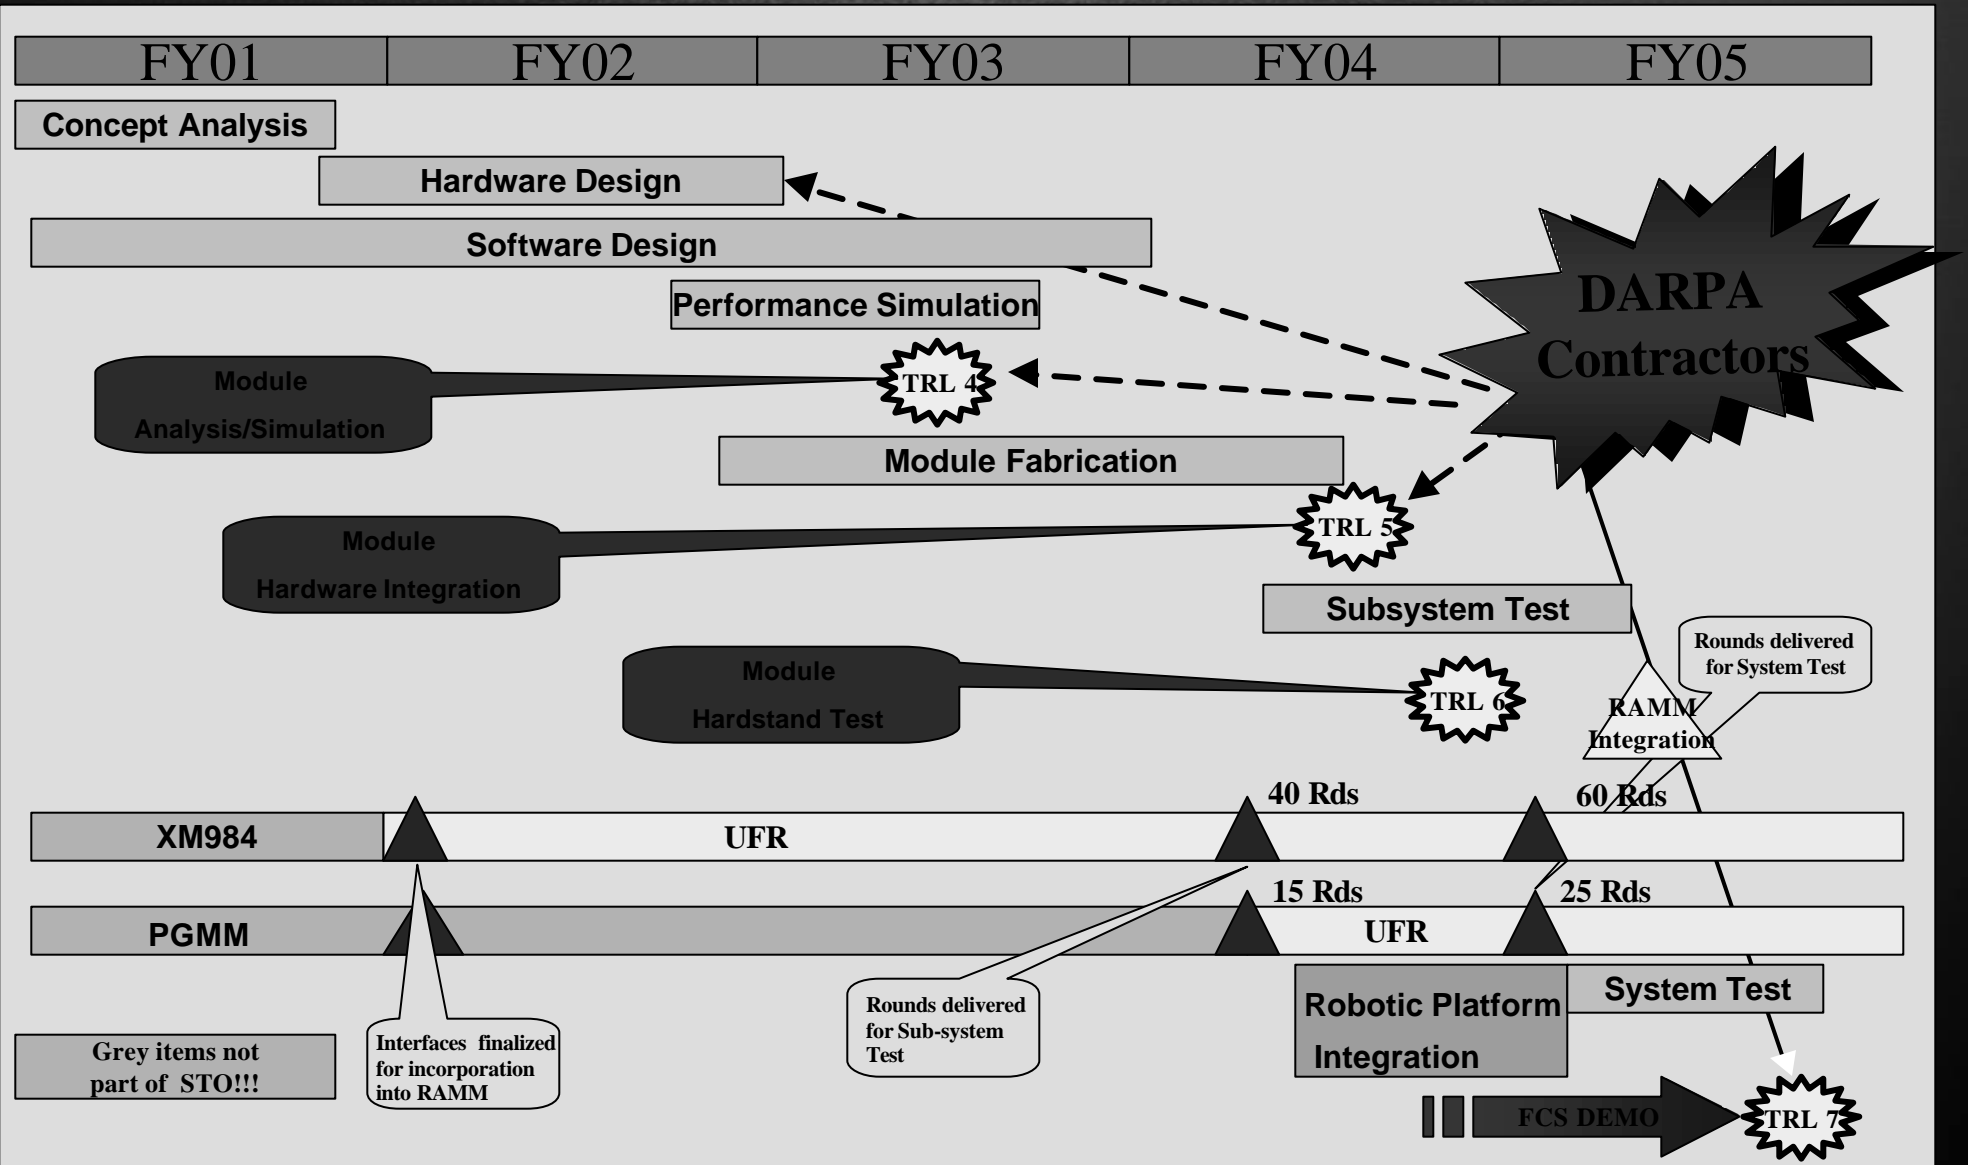 FY01 FY02 FY03 FY04 FY05
Concept Analysis
Hardware Design
Software Design
Performance Simulation
DARPA
Contractors
Module
Analysis/Simulation
TRL 4
Module Fabrication
Module
Hardware Integration
TRL 5
Subsystem Test
Rounds delivered
for System Test
Module
Hardstand Test
TRL 6
RAMM
Integration
40 Rds
60 Rds
XM984
UFR
15 Rds
25 Rds
PGMM
UFR
Rounds delivered
for Sub-system
Test
Robotic Platform
Integration
System Test
Grey items not
part of STO!!!
Interfaces finalized
for incorporation
into RAMM
FCS DEMO
TRL 7